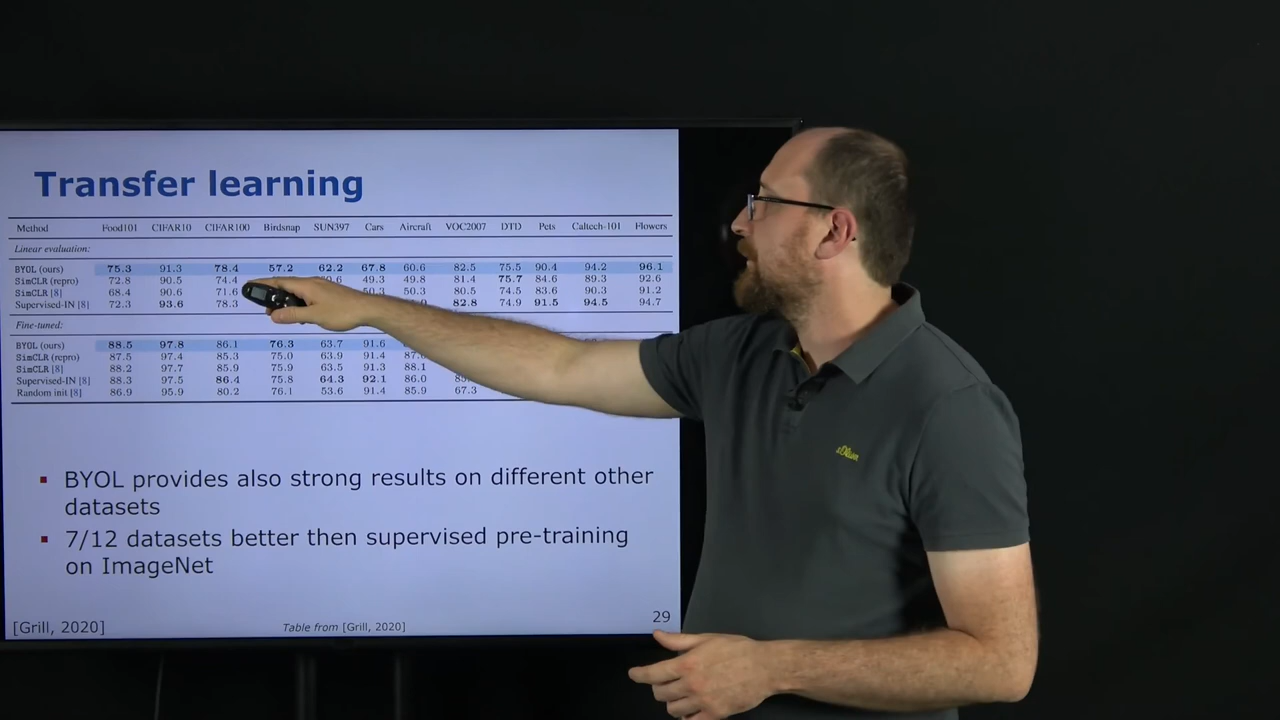 Transfer learning
Method Food101 CIFAR10 CIFAR100 Birdsnap SUN397 Cars Aircraft VOC2007 DTD Pets Caltech-101 Flowers
Linear evaluation:
BYOL (ours) 75.3 91.3 78.4 57.2 62.2 67.8 60.6 82.5 75.5 90.4 94.2 96.1
SimCLR (repro) 72.8 90.5 74.4 49.3 49.8 81.4 75.7 84.6 89.3 92.6
SimCLR [8] 68.4 90.6 71.6 50.3 80.5 74.5 83.6 90.3 91.2
Supervised-IN [8] 72.3 93.6 78.3 82.8 74.9 91.5 94.5 94.7
Fine-tuned:
BYOL (ours) 88.5 97.8 86.1 76.3 63.7 91.6
SimCLR (repro) 87.5 97.4 85.3 75.0 63.9 91.4
SimCLR [8] 88.2 97.7 85.9 75.9 63.5 91.3 88.1
Supervised-IN [8] 88.3 97.5 86.4 75.8 64.3 92.1 86.0
Random init [8] 86.9 95.9 80.2 76.1 53.6 91.4 85.9 67.3
BYOL provides also strong results on different other
datasets
7/12 datasets better then supervised pre-training
on ImageNet
[Grill, 2020]
Table from [Grill, 2020]
29
s.Oliver